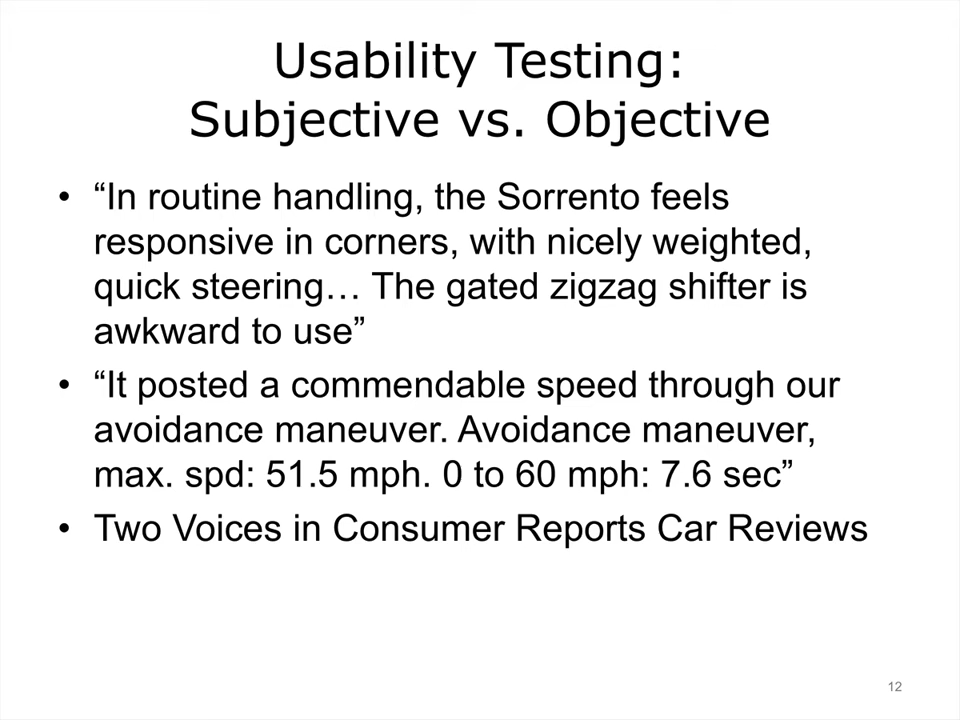 Usability Testing:
Subjective vs. Objective
• “In routine handling, the Sorrento feels
responsive in corners, with nicely weighted,
quick steering… The gated zigzag shifter is
awkward to use”
• “It posted a commendable speed through our
avoidance maneuver. Avoidance maneuver,
max. spd: 51.5 mph. 0 to 60 mph: 7.6 sec”
• Two Voices in Consumer Reports Car Reviews
12